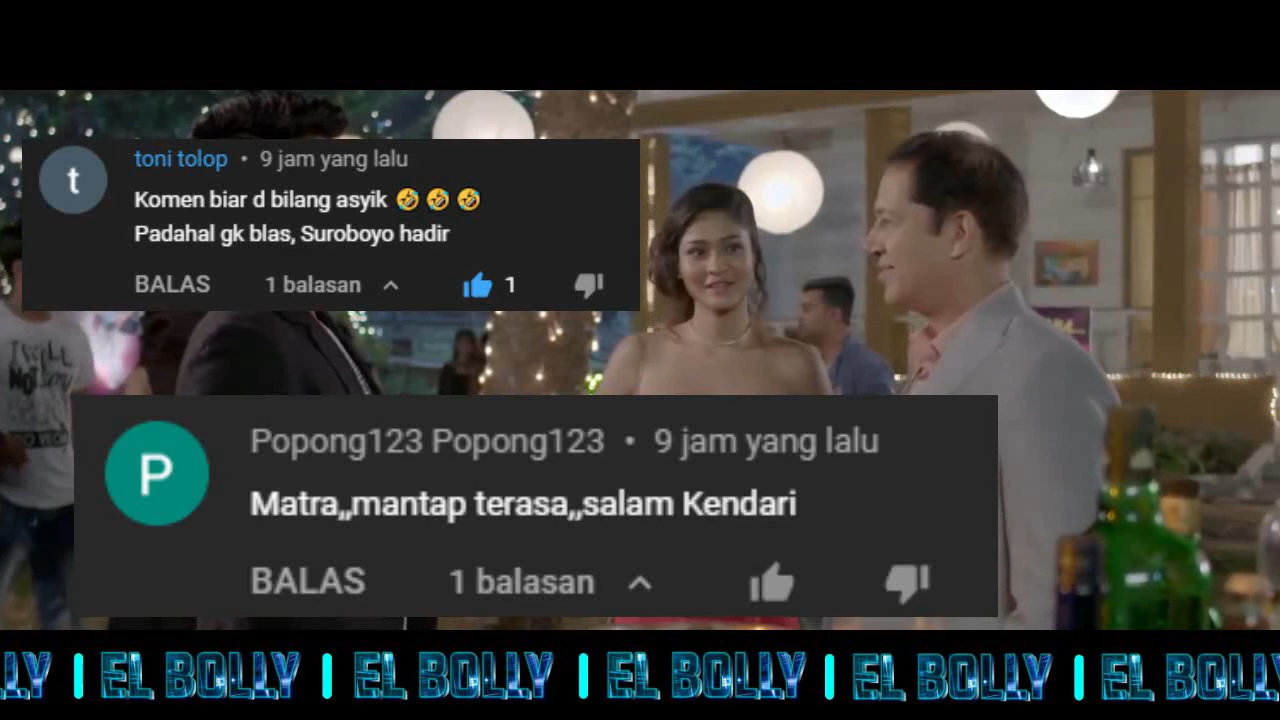 t
toni tolop • 9 jam yang lalu
Komen biar d bilang asyik 🤣🤣🤣
Padahal gk blas, Suroboyo hadir
BALAS 1 balasan 1
P
Popong123 Popong123 • 9 jam yang lalu
Matra,,mantap terasa,,salam Kendari
BALAS 1 balasan
LY | EL BOLLY | EL BOLLY | EL BOLLY | EL BOLLY | EL BOLL